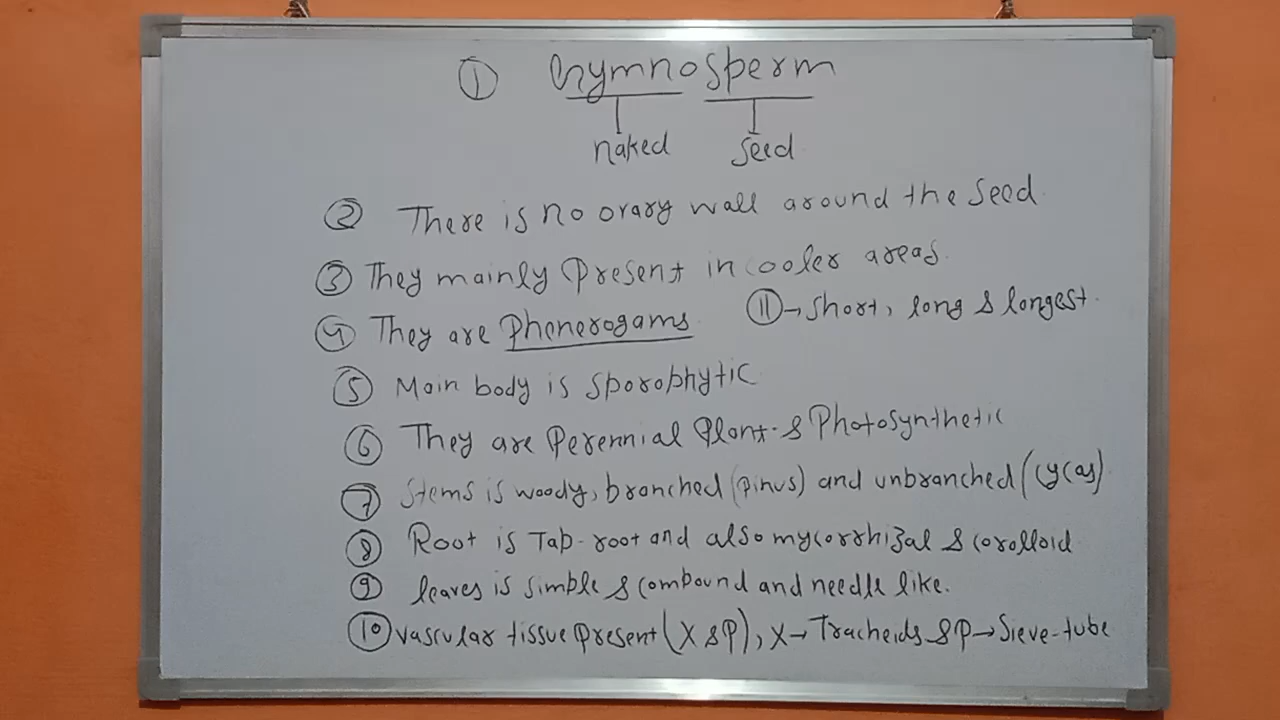 ① Gymnosperm
naked seed
② There is no ovary wall around the seed.
③ They mainly present in cooler areas.
④ They are Phanerogams.
⑪ → short, long & longest.
⑤ Main body is sporophytic
⑥ They are Perennial Plant & Photosynthetic
⑦ Stems is woody, branched (pinus) and unbranched (cycas)
⑧ Root is Tap-root and also mycorrhizal & corolloid
⑨ leaves is simple & compound and needle like.
⑩ vascular tissue present (X & P), X → Tracheids & P → Sieve-tube